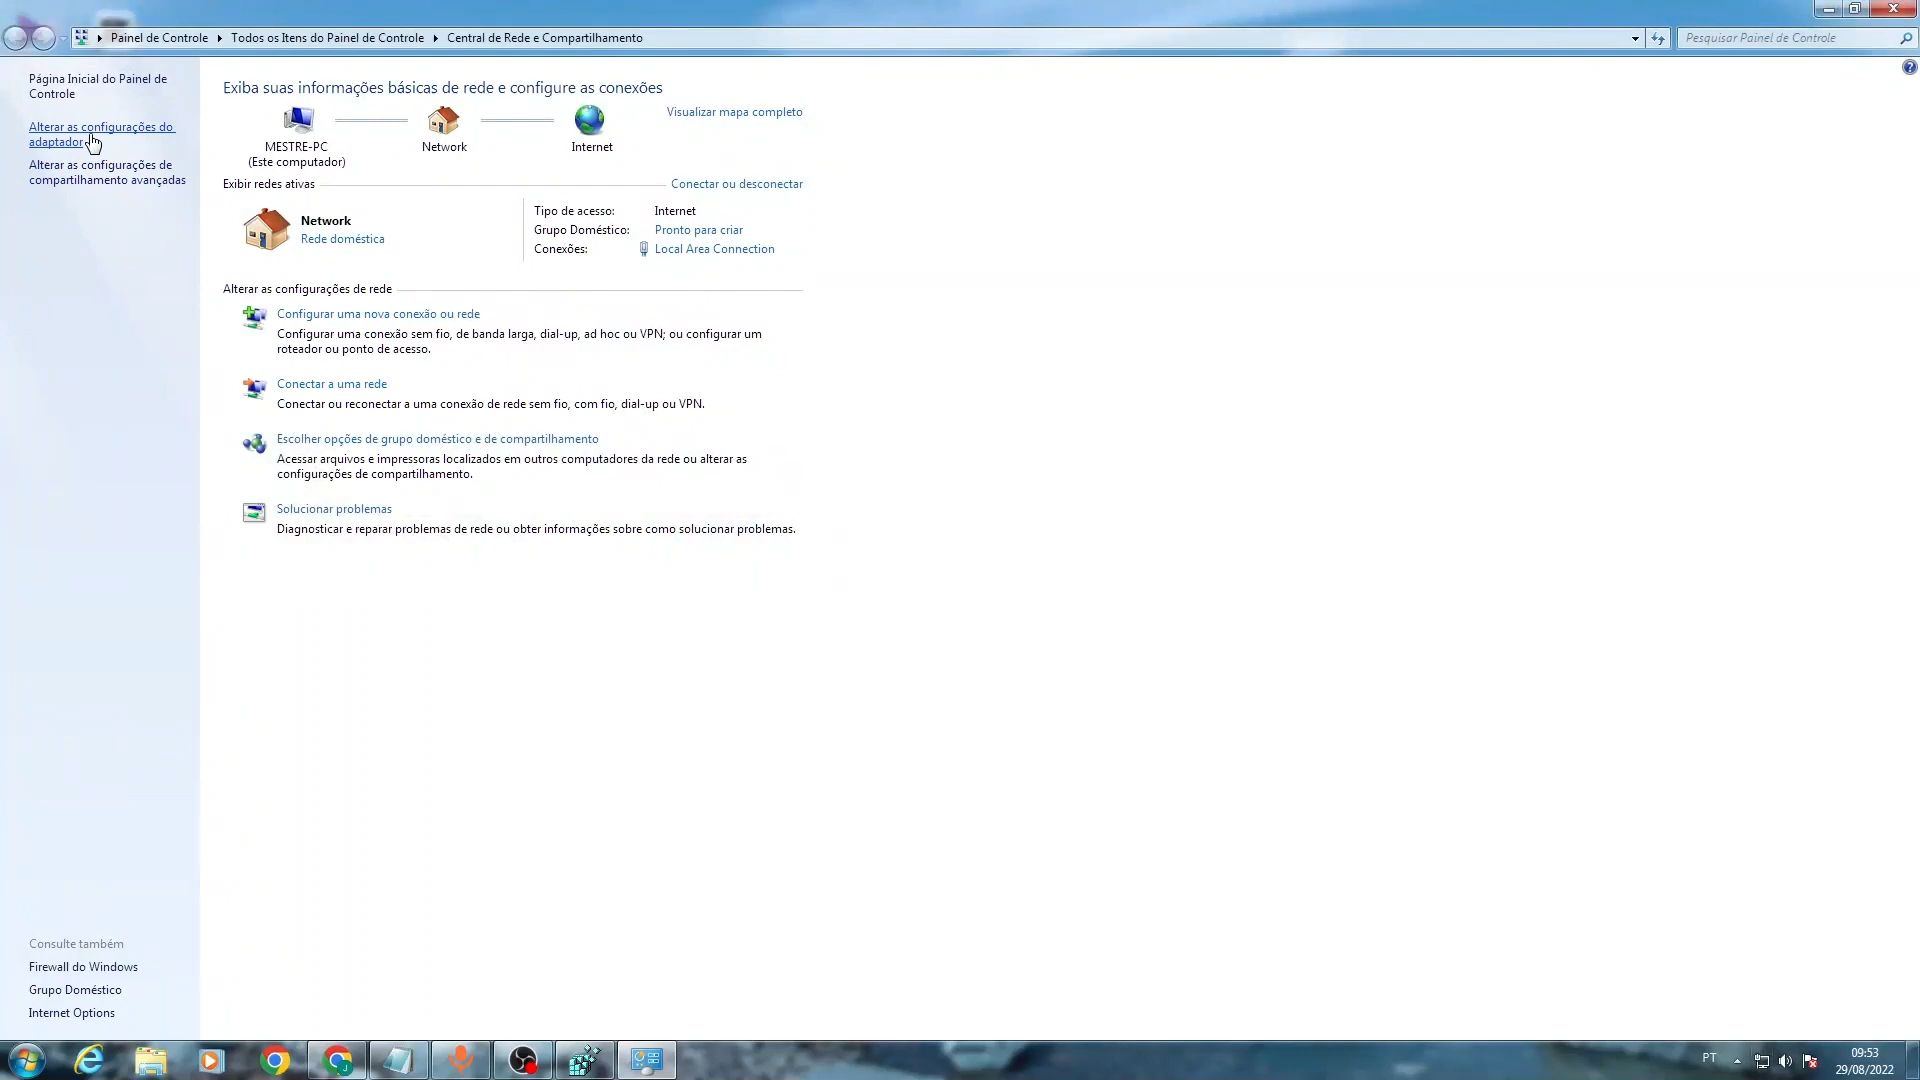 Painel de Controle Todos os Itens do Painel de Controle Central de Rede e Compartilhamento
Pesquisar Painel de Controle
Página Inicial do Painel de
Controle
Alterar as configurações do
adaptador
Alterar as configurações de
compartilhamento avançadas
Exiba suas informações básicas de rede e configure as conexões
Visualizar mapa completo
MESTRE-PC
(Este computador)
Network
Internet
Exibir redes ativas
Conectar ou desconectar
Network
Rede doméstica
Tipo de acesso: Internet
Grupo Doméstico: Pronto para criar
Conexões: Local Area Connection
Alterar as configurações de rede
Configurar uma nova conexão ou rede
Configurar uma conexão sem fio, de banda larga, dial-up, ad hoc ou VPN; ou configurar um
roteador ou ponto de acesso.
Conectar a uma rede
Conectar ou reconectar a uma conexão de rede sem fio, com fio, dial-up ou VPN.
Escolher opções de grupo doméstico e de compartilhamento
Acessar arquivos e impressoras localizados em outros computadores da rede ou alterar as
configurações de compartilhamento.
Solucionar problemas
Diagnosticar e reparar problemas de rede ou obter informações sobre como solucionar problemas.
Consulte também
Firewall do Windows
Grupo Doméstico
Internet Options
PT
09:53
29/08/2022